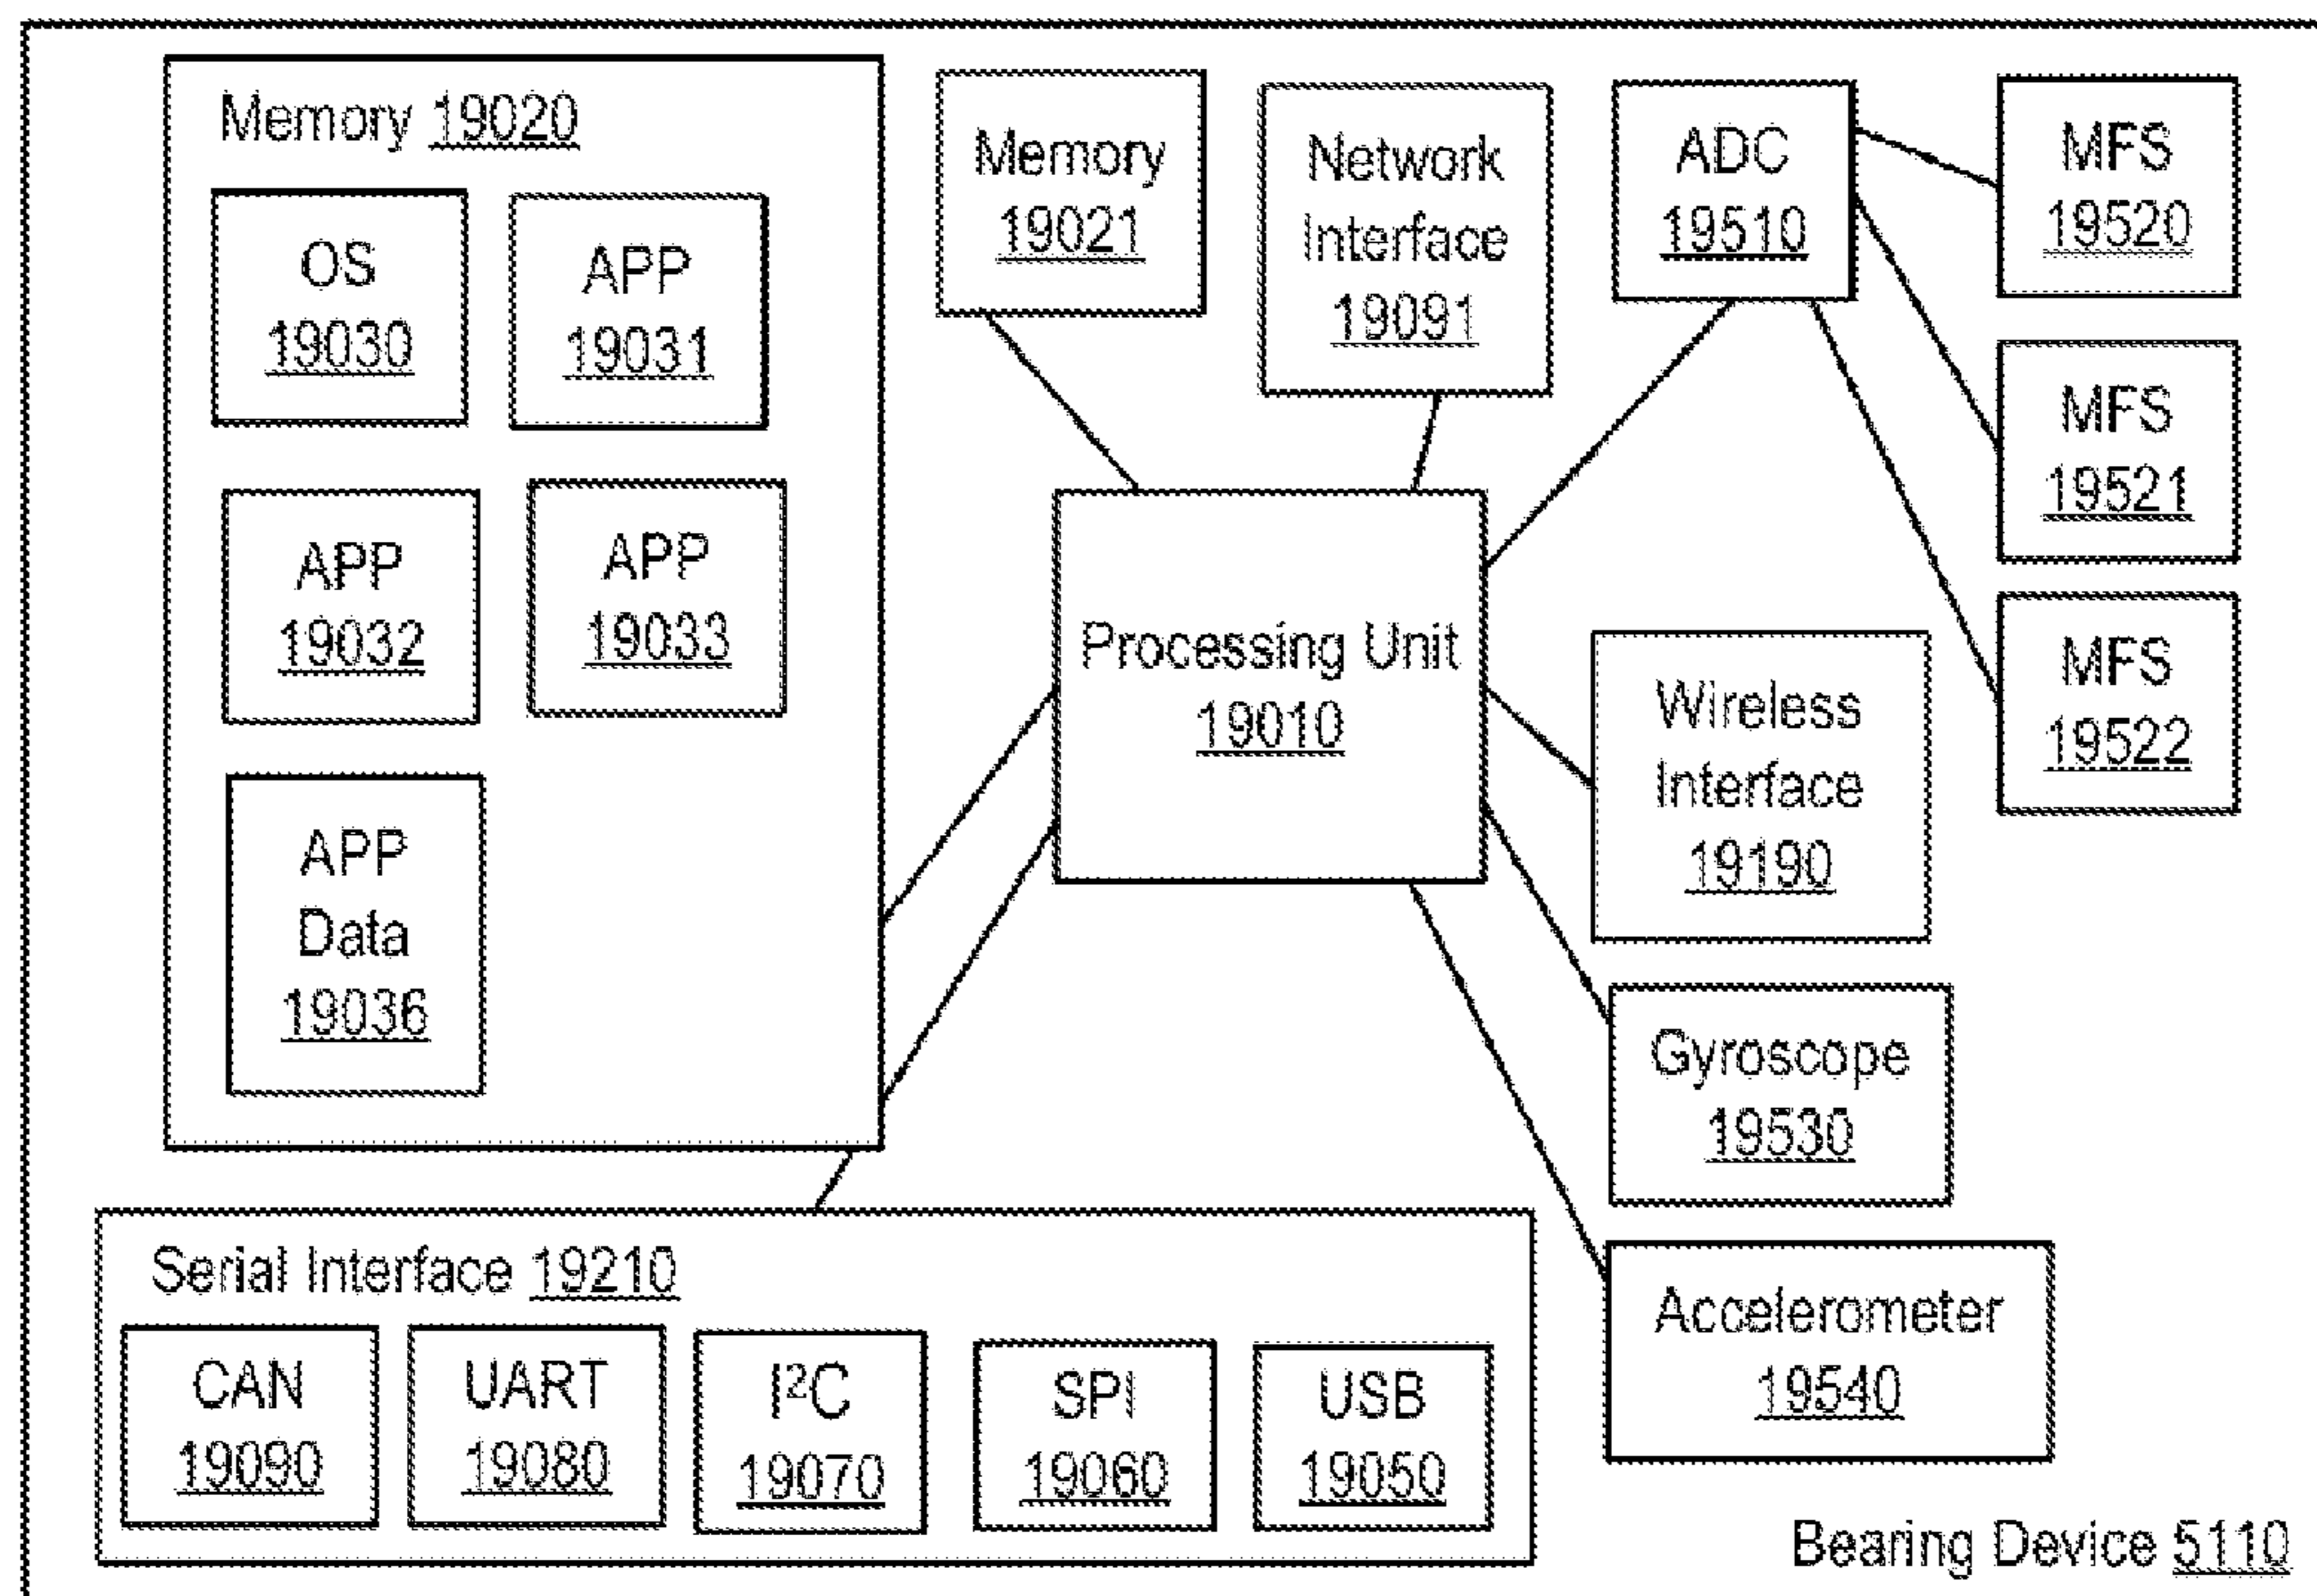 Memory 19020
OS
19030
APP
19031
APP
19032
APP
19033
APP
Data
19036
Memory
19021
Network
Interface
19091
ADC
19510
MFS
19520
MFS
19521
MFS
19522
Processing Unit
19010
Wireless
Interface
19190
Gyroscope
19530
Accelerometer
19540
Serial Interface 19210
CAN
19090
UART
19080
I²C
19070
SPI
19060
USB
19050
Bearing Device 5110